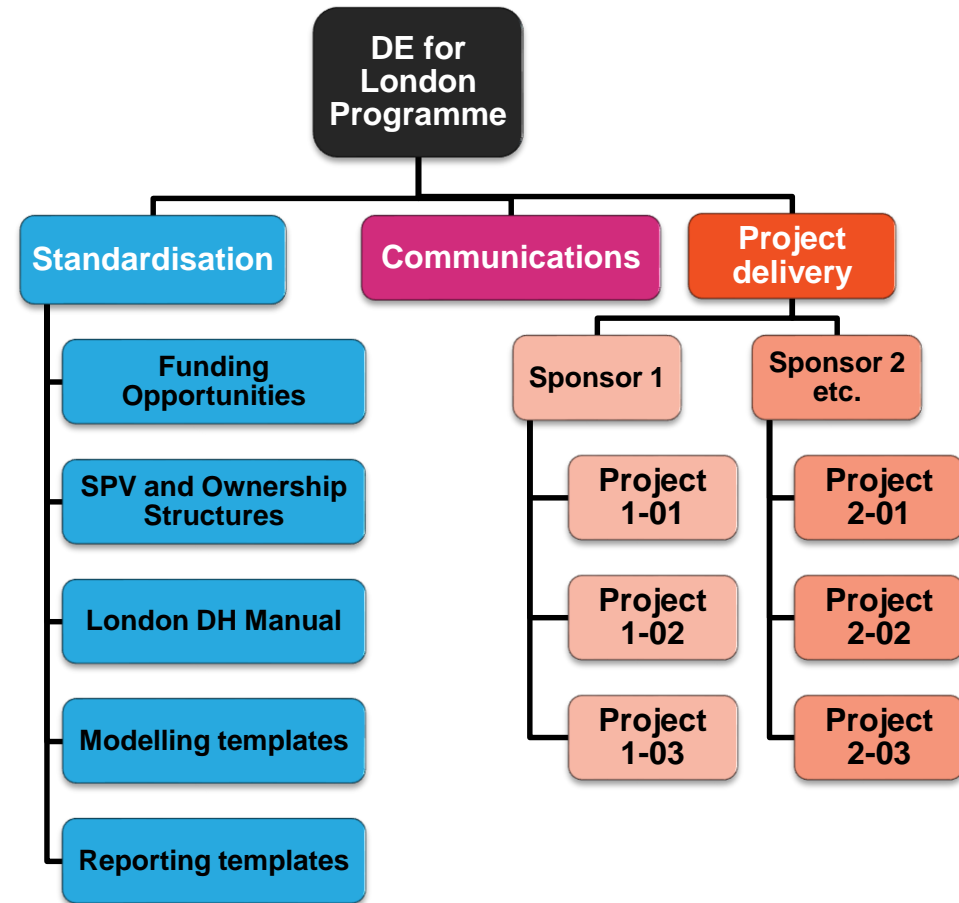 DE for
London
Programme
Standardisation
Communications
Project
delivery
Funding
Opportunities
SPV and Ownership
Structures
London DH Manual
Modelling templates
Reporting templates
Sponsor 1
Project
1-01
Project
1-02
Project
1-03
Sponsor 2
etc.
Project
2-01
Project
2-02
Project
2-03